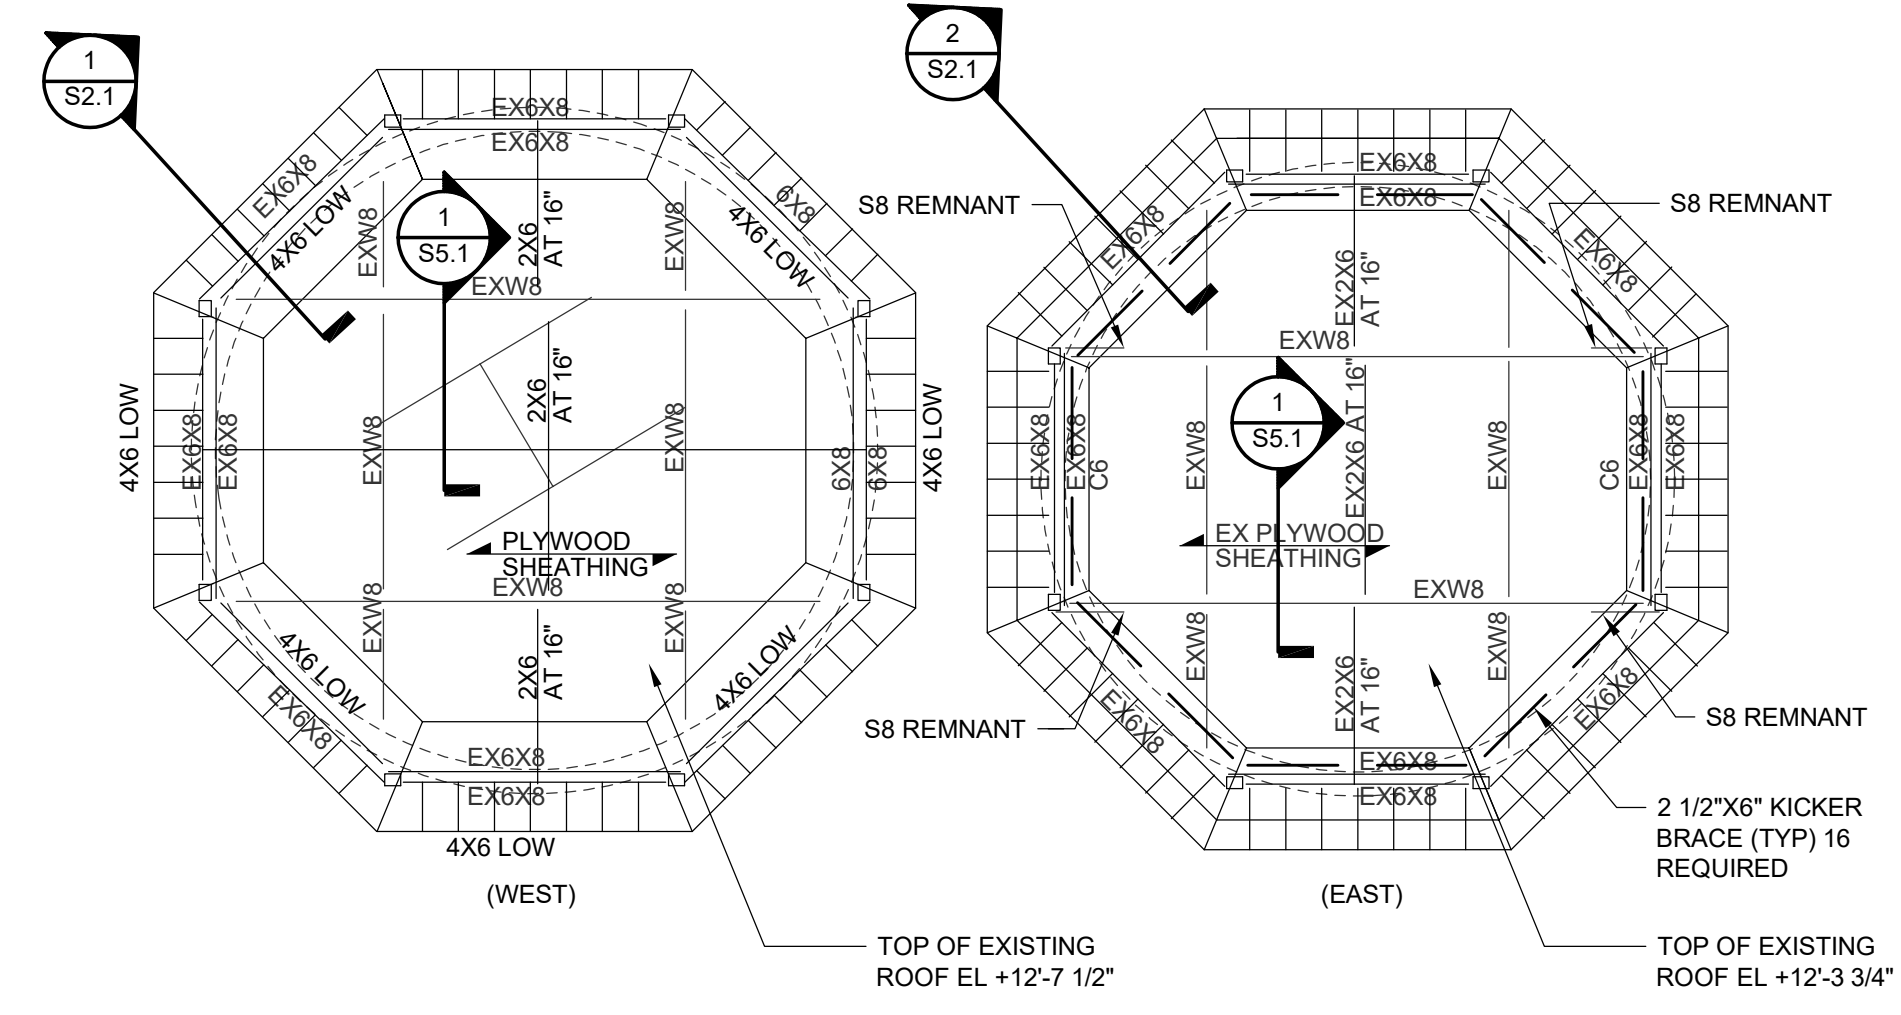 1
S2.1
EX6X8
EX6X8
EX6X8
4X6 LOW
6X8
4X6 LOW
EXW8
1
S5.1
2X6
AT 16"
EXW8
EXW8
4X6 LOW
EX6X8
EX6X8
EXW8
2X6
AT 16"
EXW8
6X8
6X8
4X6 LOW
PLYWOOD
SHEATHING
EXW8
EXW8
EXW8
4X6 LOW
EX6X8
2X6
AT 16"
4X6 LOW
EX6X8
EX6X8
4X6 LOW
(WEST)
TOP OF EXISTING
ROOF EL +12'-7 1/2"
2
S2.1
EX6X8
EX6X8
S8 REMNANT
S8 REMNANT
EX6X8
EX6X8
EX2X6
AT 16"
EXW8
1
S5.1
EX6X8
EX6X8
C6
EXW8
EX2X6 AT 16"
EXW8
C6
EX6X8
EX6X8
EX PLYWOOD
SHEATHING
EXW8
EXW8
EXW8
EX2X6
AT 16"
S8 REMNANT
S8 REMNANT
EX6X8
EX6X8
EX6X8
EX6X8
2 1/2"X6" KICKER
BRACE (TYP) 16
REQUIRED
(EAST)
TOP OF EXISTING
ROOF EL +12'-3 3/4"